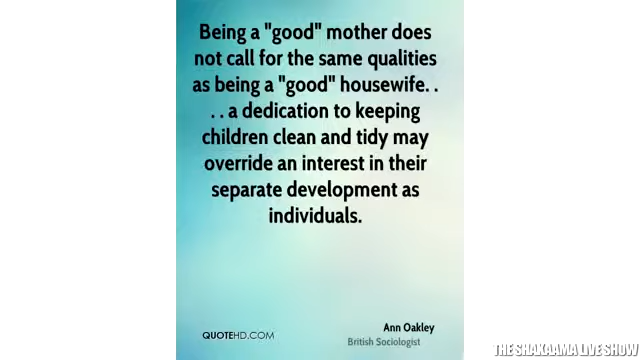 Being a "good" mother does
not call for the same qualities
as being a "good" housewife. .
. . a dedication to keeping
children clean and tidy may
override an interest in their
separate development as
individuals.
Ann Oakley
British Sociologist
QUOTEHD.COM
THE SHAKAAMA LIVE SHOW